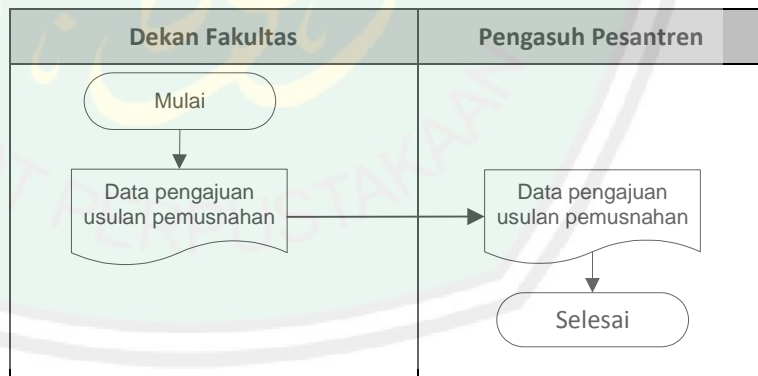 Dekan Fakultas
Pengasuh Pesantren
Mulai
Data pengajuan
usulan pemusnahan
Data pengajuan
usulan pemusnahan
Selesai